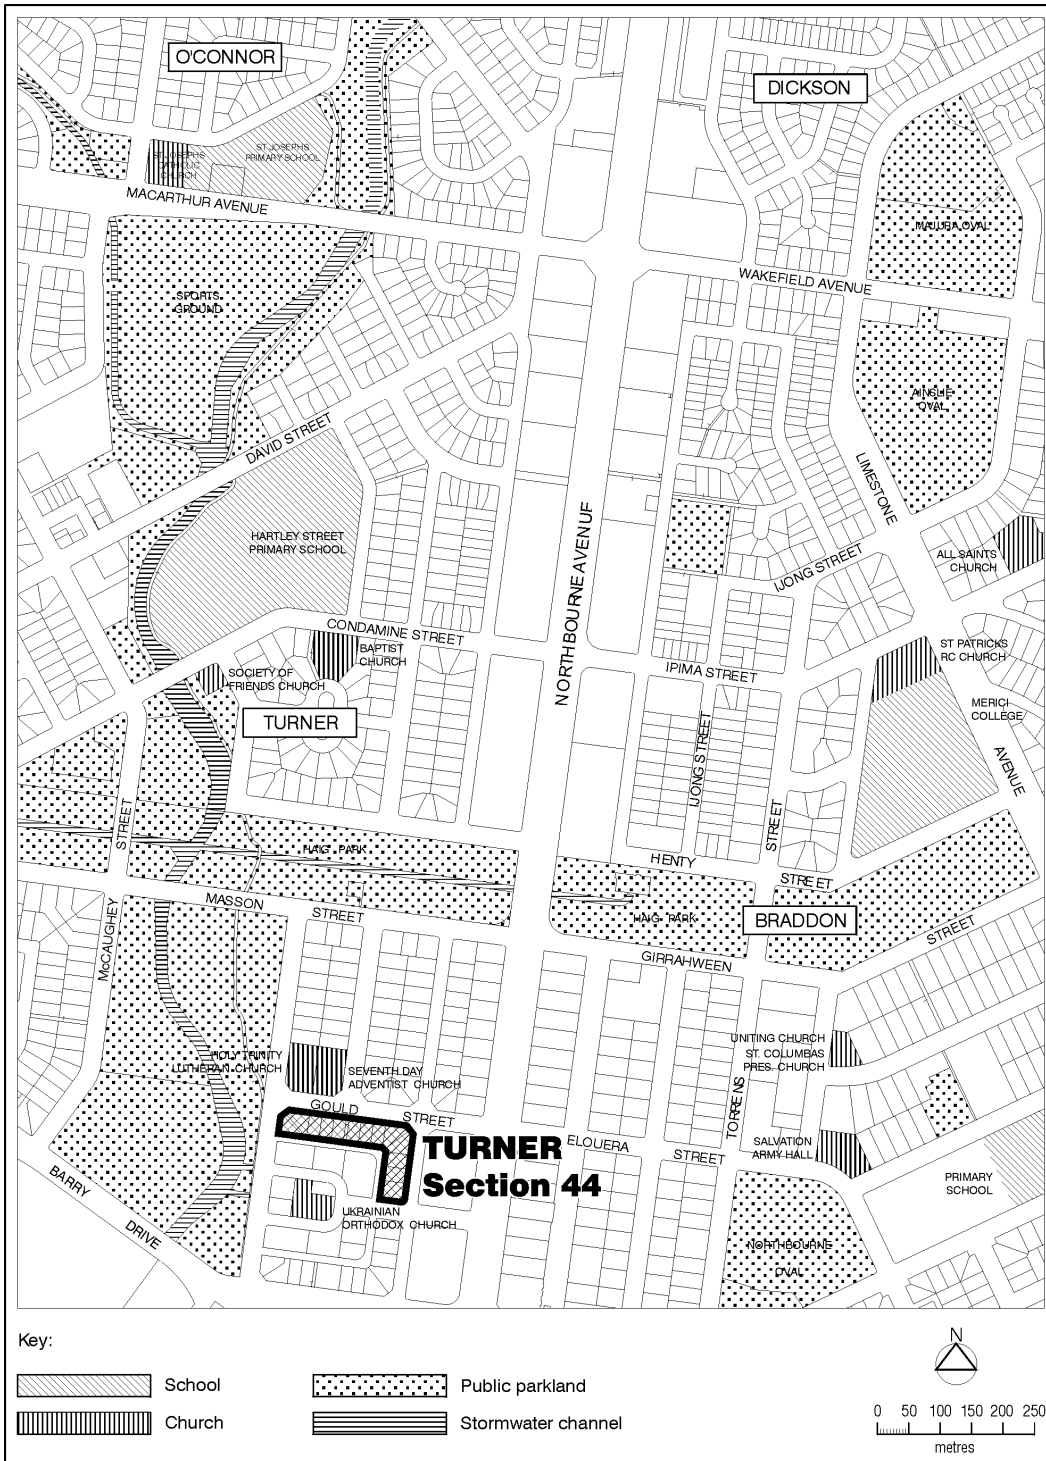 O'CONNOR
DICKSON
ST JOSEPHS
CATHOLIC
CHURCH
ST JOSEPHS
PRIMARY SCHOOL
MACARTHUR AVENUE
MAJURA OVAL
WAKEFIELD AVENUE
SPORTS
GROUND
AINSLIE
OVAL
DAVID STREET
LIMESTONE
HARTLEY STREET
PRIMARY SCHOOL
NORTHBOURNE AVENUE
IJONG STREET
ALL SAINTS
CHURCH
CONDAMINE STREET
BAPTIST
CHURCH
ST PATRICKS
RC CHURCH
SOCIETY OF
FRIENDS CHURCH
IPIMA STREET
MERICI
COLLEGE
TURNER
IJONG STREET
AVENUE
STREET
STREET
HAIG PARK
HENTY
STREET
MASSON
STREET
HAIG PARK
BRADDON
STREET
McCAUGHEY
GIRRAHWEEN
HOLY TRINITY
LUTHERAN CHURCH
SEVENTH DAY
ADVENTIST CHURCH
UNITING CHURCH
ST. COLUMBAS
PRES. CHURCH
GOULD
STREET
TORRENS
TURNER
Section 44
ELOUERA
STREET
SALVATION
ARMY HALL
PRIMARY
SCHOOL
BARRY
DRIVE
UKRAINIAN
ORTHODOX CHURCH
NORTHBOURNE
OVAL
Key:
School
Public parkland
Church
Stormwater channel
N
0 50 100 150 200 250
metres